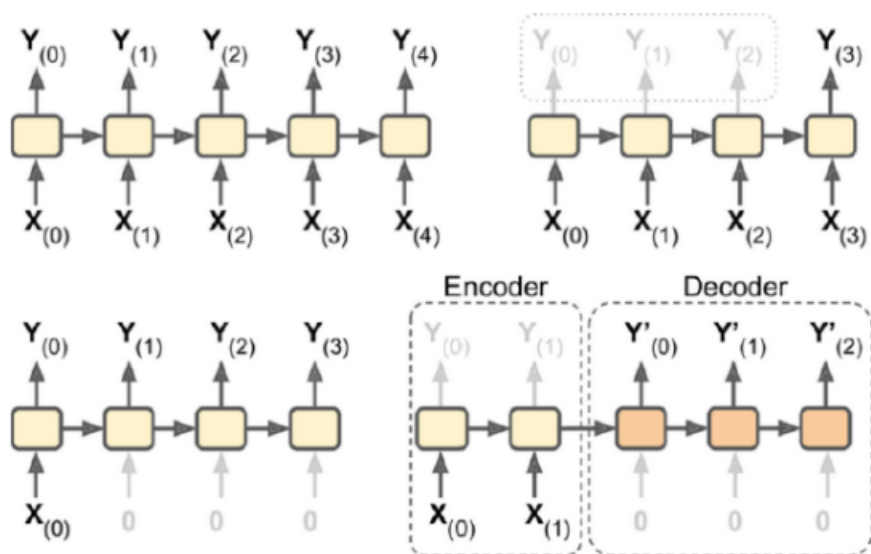 Y(0) Y(1) Y(2) Y(3) Y(4)
X(0) X(1) X(2) X(3) X(4)
Y(0) Y(1) Y(2) Y(3)
X(0) X(1) X(2) X(3)
Y(0) Y(1) Y(2) Y(3)
X(0) 0 0 0
Encoder Decoder
Y(0) Y(1) Y'(0) Y'(1) Y'(2)
X(0) X(1) 0 0 0